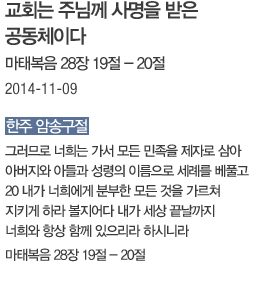 교회는 주님께 사명을 받은
공동체이다
마태복음 28장 19절 – 20절
2014-11-09
한주 암송구절
그러므로 너희는 가서 모든 민족을 제자로 삼아
아버지와 아들과 성령의 이름으로 세례를 베풀고
20 내가 너희에게 분부한 모든 것을 가르쳐
지키게 하라 볼지어다 내가 세상 끝날까지
너희와 항상 함께 있으리라 하시니라
마태복음 28장 19절 – 20절